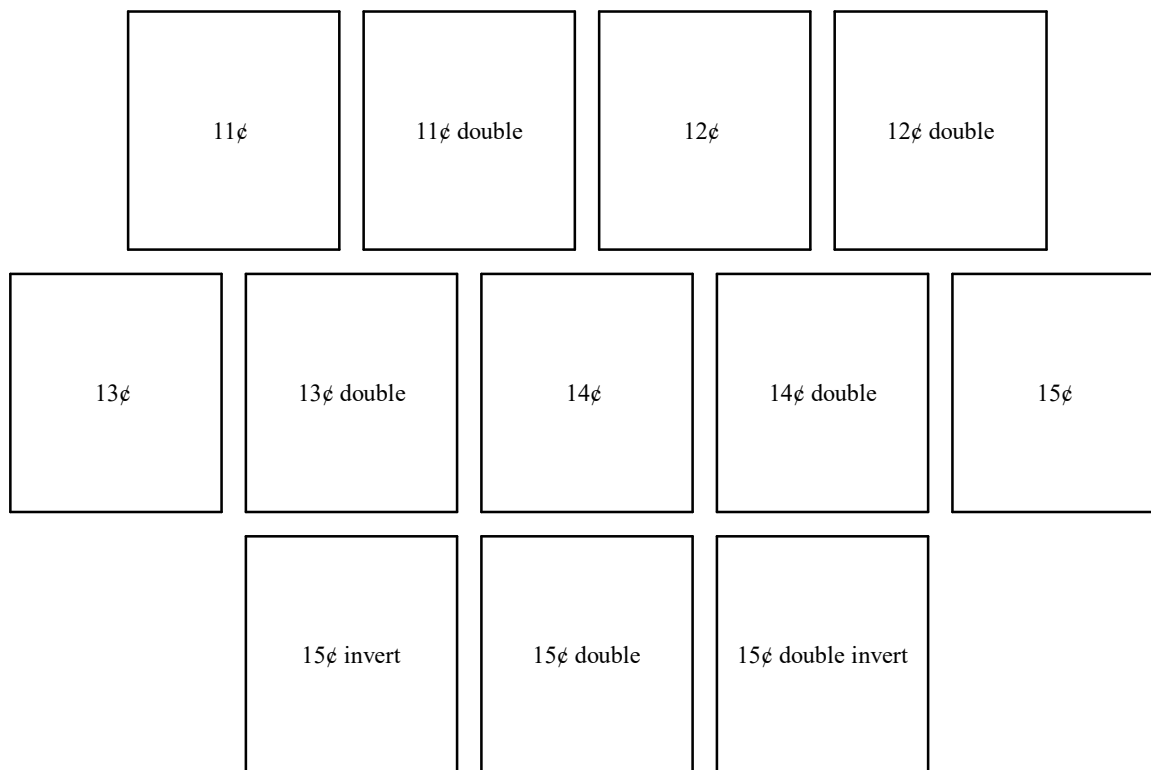 11¢
11¢ double
12¢
12¢ double
13¢
13¢ double
14¢
14¢ double
15¢
15¢ invert
15¢ double
15¢ double invert